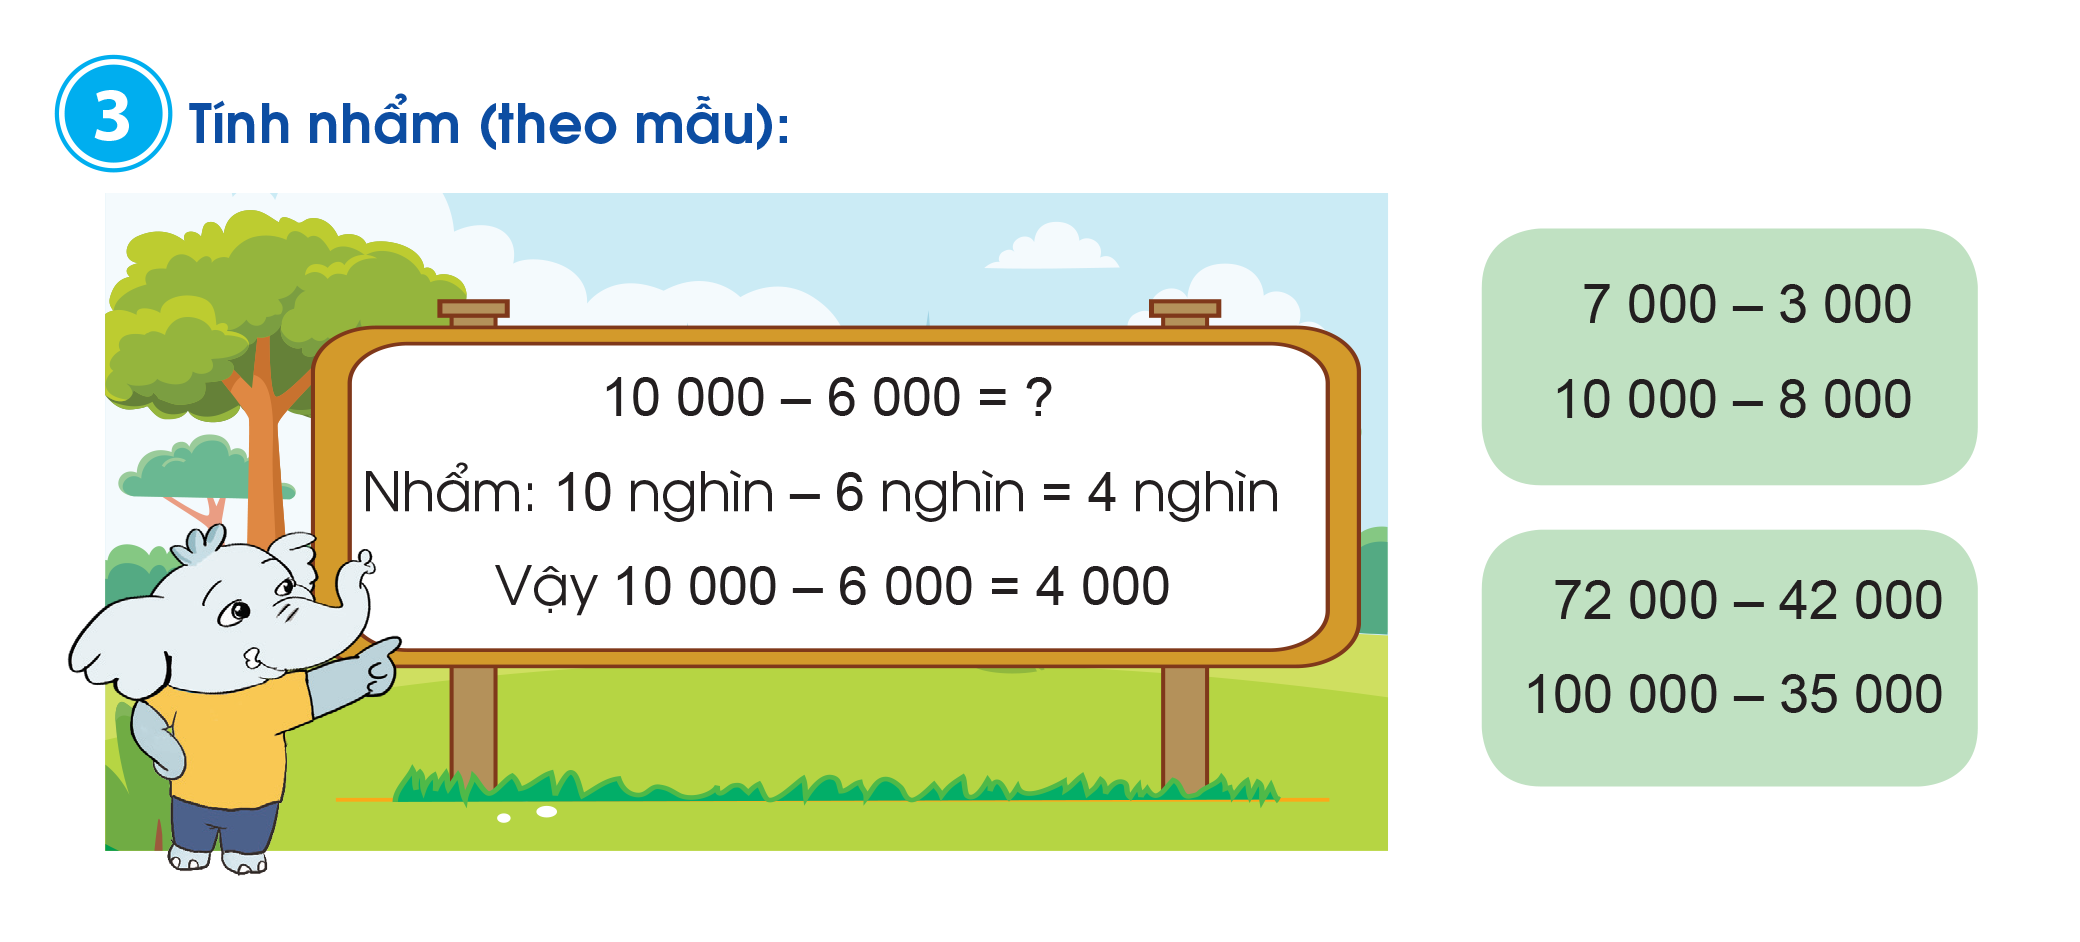 3 Tính nhẩm (theo mẫu):
10 000 – 6 000 = ?
Nhẩm: 10 nghìn – 6 nghìn = 4 nghìn
Vậy 10 000 – 6 000 = 4 000
7 000 – 3 000
10 000 – 8 000
72 000 – 42 000
100 000 – 35 000